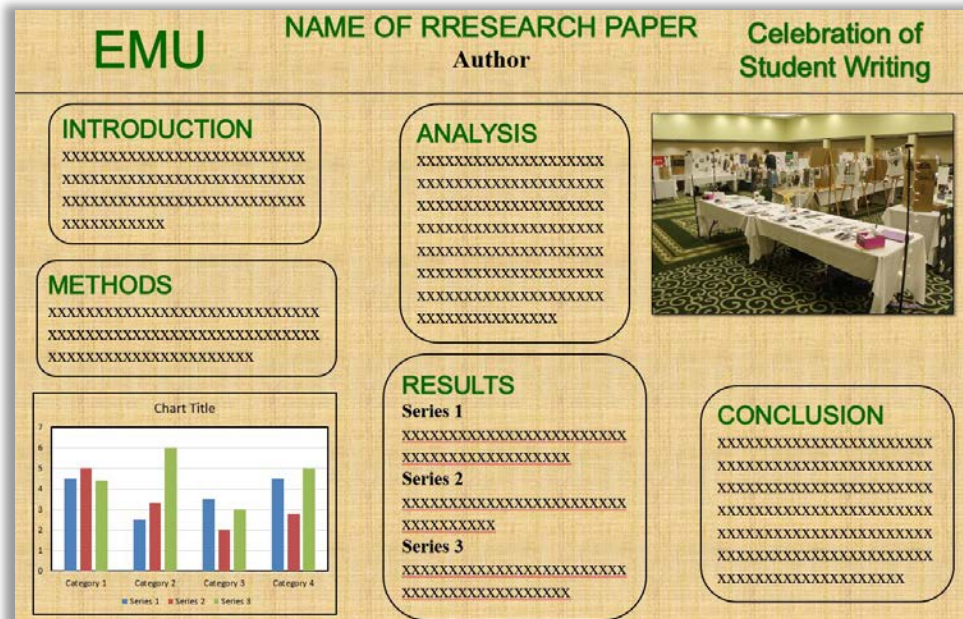 EMU
NAME OF RRESEARCH PAPER
Author
Celebration of
Student Writing
INTRODUCTION
xxxxxxxxxxxxxxxxxxxxxxxxxx
xxxxxxxxxxxxxxxxxxxxxxxxxx
xxxxxxxxxxxxxxxxxxxxxxxxxx
xxxxxxxxxxx
METHODS
xxxxxxxxxxxxxxxxxxxxxxxxxxxxx
xxxxxxxxxxxxxxxxxxxxxxxxxxxxx
xxxxxxxxxxxxxxxxxxxxxx
Chart Title
7
6
5
4
3
2
1
0
Category 1 Category 2 Category 3 Category 4
Series 1 Series 2 Series 3
ANALYSIS
xxxxxxxxxxxxxxxxxxxx
xxxxxxxxxxxxxxxxxxxx
xxxxxxxxxxxxxxxxxxxx
xxxxxxxxxxxxxxxxxxxx
xxxxxxxxxxxxxxxxxxxx
xxxxxxxxxxxxxxxxxxxx
xxxxxxxxxxxxxxxxxxxx
xxxxxxxxxxxxxxx
RESULTS
Series 1
xxxxxxxxxxxxxxxxxxxxxxxx
xxxxxxxxxxxxxxxxxx
Series 2
xxxxxxxxxxxxxxxxxxxxxxxx
xxxxxxxxxx
Series 3
xxxxxxxxxxxxxxxxxxxxxxxx
xxxxxxxxxxxxxxxxxx
CONCLUSION
xxxxxxxxxxxxxxxxxxxxxxx
xxxxxxxxxxxxxxxxxxxxxxx
xxxxxxxxxxxxxxxxxxxxxxx
xxxxxxxxxxxxxxxxxxxxxxx
xxxxxxxxxxxxxxxxxxxxxxx
xxxxxxxxxxxxxxxxxxxxxxx
xxxxxxxxxxxxxxxxxxxx